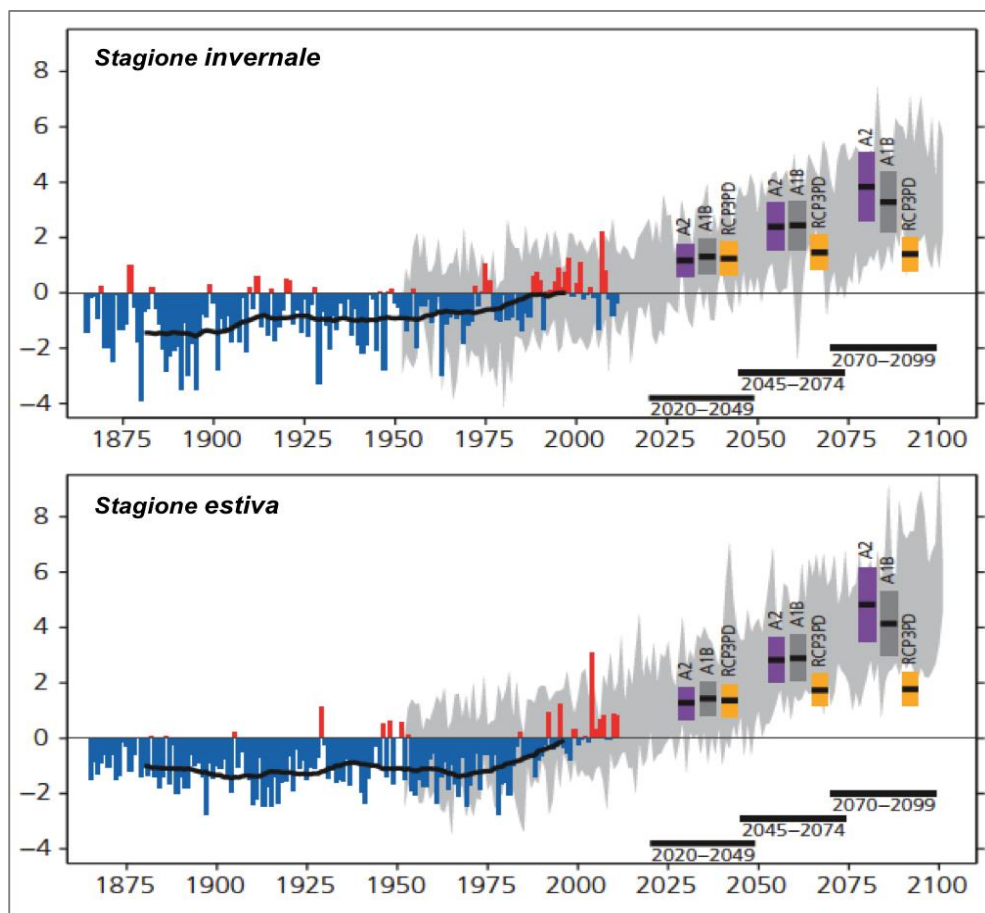 Stagione invernale
8
6
4
2
0
−2
−4
A2
A1B
RCP3PD
A2
A1B
RCP3PD
A2
A1B
RCP3PD
2070−2099
2045−2074
2020−2049
1875 1900 1925 1950 1975 2000 2025 2050 2075 2100
Stagione estiva
8
6
4
2
0
−2
−4
A2
A1B
RCP3PD
A2
A1B
RCP3PD
A2
A1B
RCP3PD
2070−2099
2045−2074
2020−2049
1875 1900 1925 1950 1975 2000 2025 2050 2075 2100